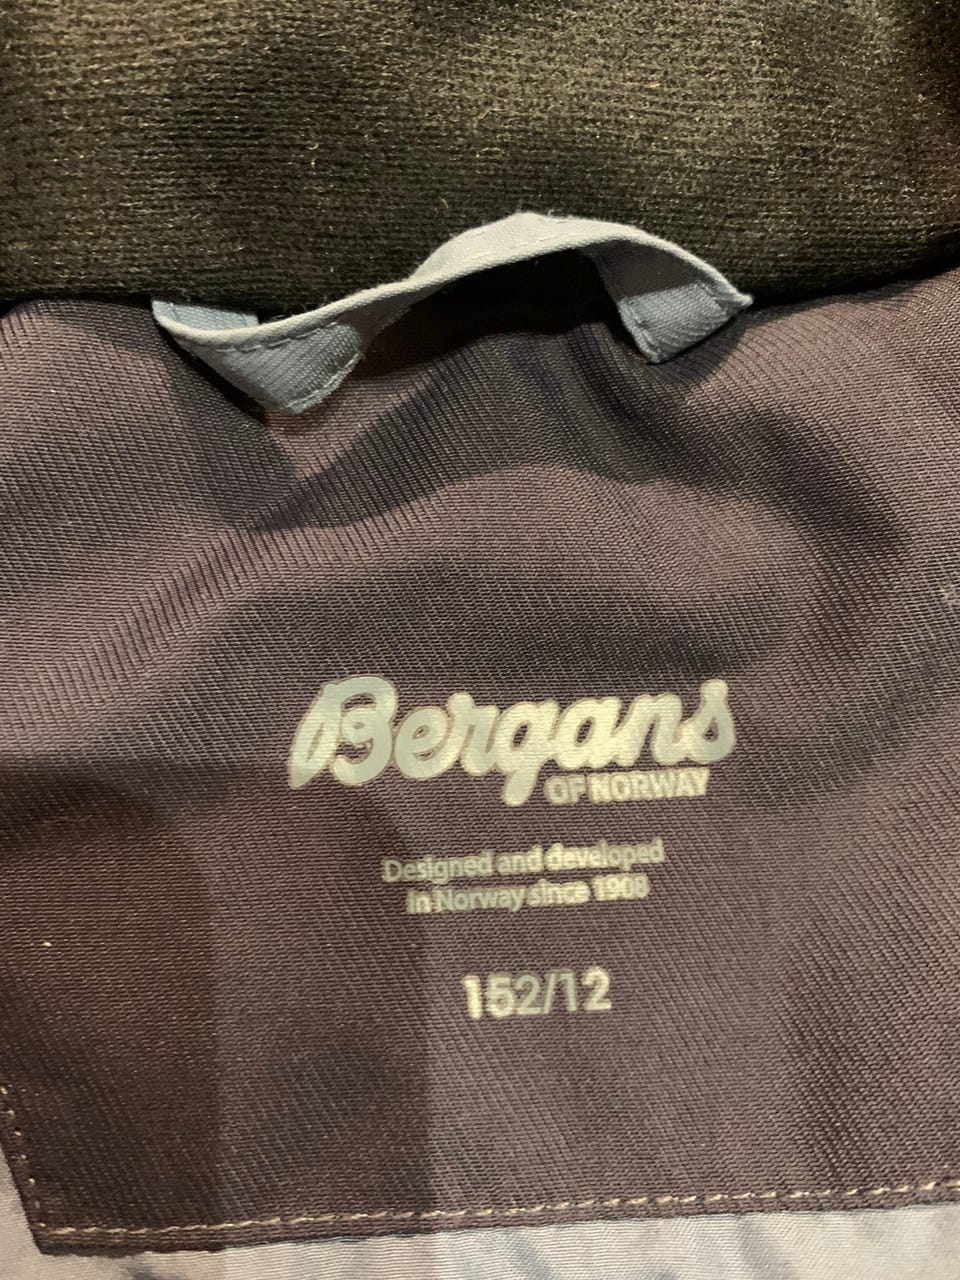 Bergans
OF NORWAY
Designed and developed
in Norway since 1908
152/12